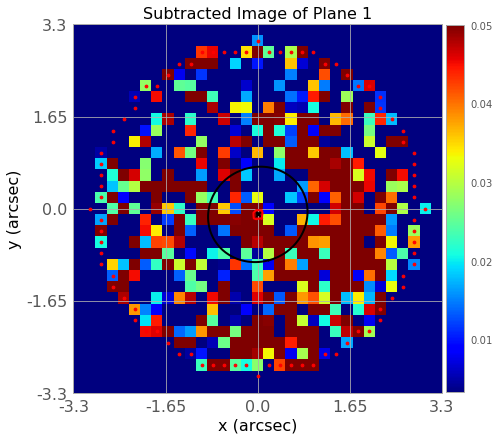 Subtracted Image of Plane 1
3.3
1.65
0.0
-1.65
-3.3
y (arcsec)
-3.3 -1.65 0.0 1.65 3.3
x (arcsec)
0.05
0.04
0.03
0.02
0.01